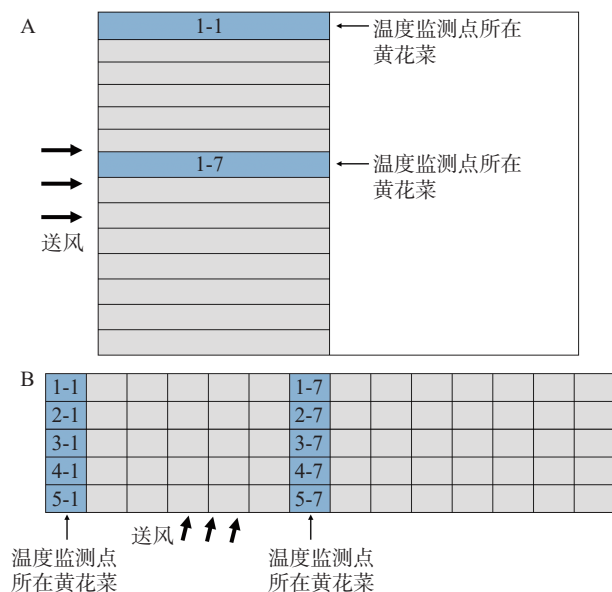 A
1-1
温度监测点所在
黄花菜
1-7
温度监测点所在
黄花菜
送风
B
1-1 1-7
2-1 2-7
3-1 3-7
4-1 4-7
5-1 5-7
送风
温度监测点
所在黄花菜
温度监测点
所在黄花菜